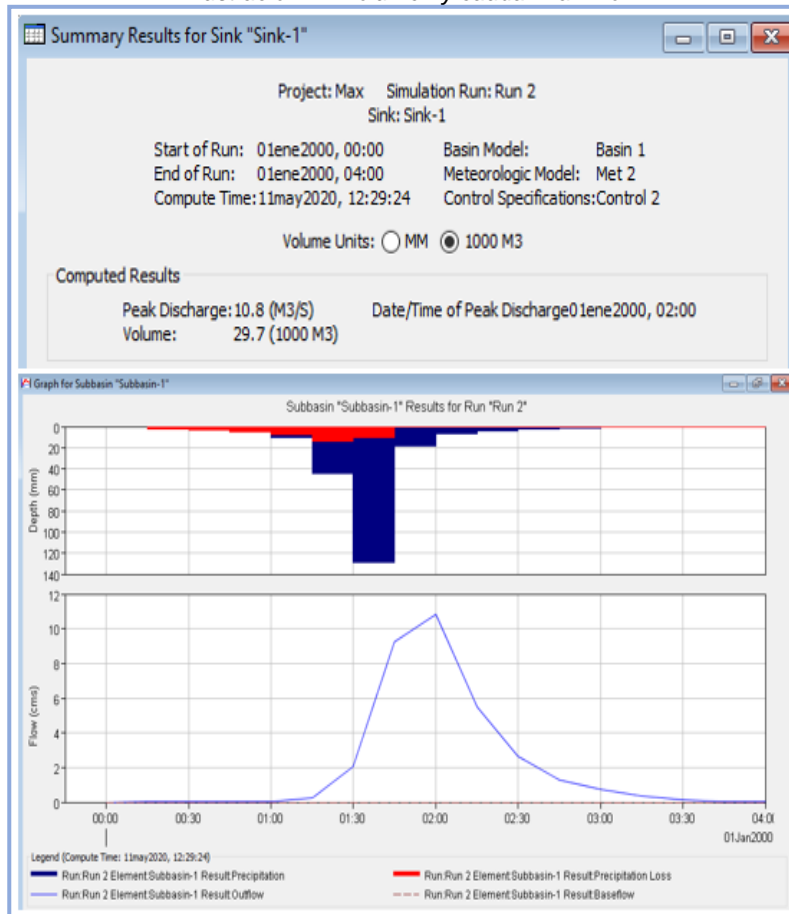 Summary Results for Sink "Sink-1"
Project: Max Simulation Run: Run 2
Sink: Sink-1
Start of Run: 01ene2000, 00:00 Basin Model: Basin 1
End of Run: 01ene2000, 04:00 Meteorologic Model: Met 2
Compute Time:11may2020, 12:29:24 Control Specifications:Control 2
Volume Units: MM 1000 M3
Computed Results
Peak Discharge:10.8 (M3/S) Date/Time of Peak Discharge01ene2000, 02:00
Volume: 29.7 (1000 M3)
Graph for Subbasin "Subbasin-1"
Subbasin "Subbasin-1" Results for Run "Run 2"
0
20
40
60
80
100
120
140
Depth (mm)
12
10
8
6
4
2
0
Flow (cms)
00:00 00:30 01:00 01:30 02:00 02:30 03:00 03:30 04:0
01Jan2000
Legend (Compute Time: 11may2020, 12:29:24)
Run:Run 2 Element:Subbasin-1 Result:Precipitation Run:Run 2 Element:Subbasin-1 Result:Precipitation Loss
Run:Run 2 Element:Subbasin-1 Result:Outflow Run:Run 2 Element:Subbasin-1 Result:Baseflow